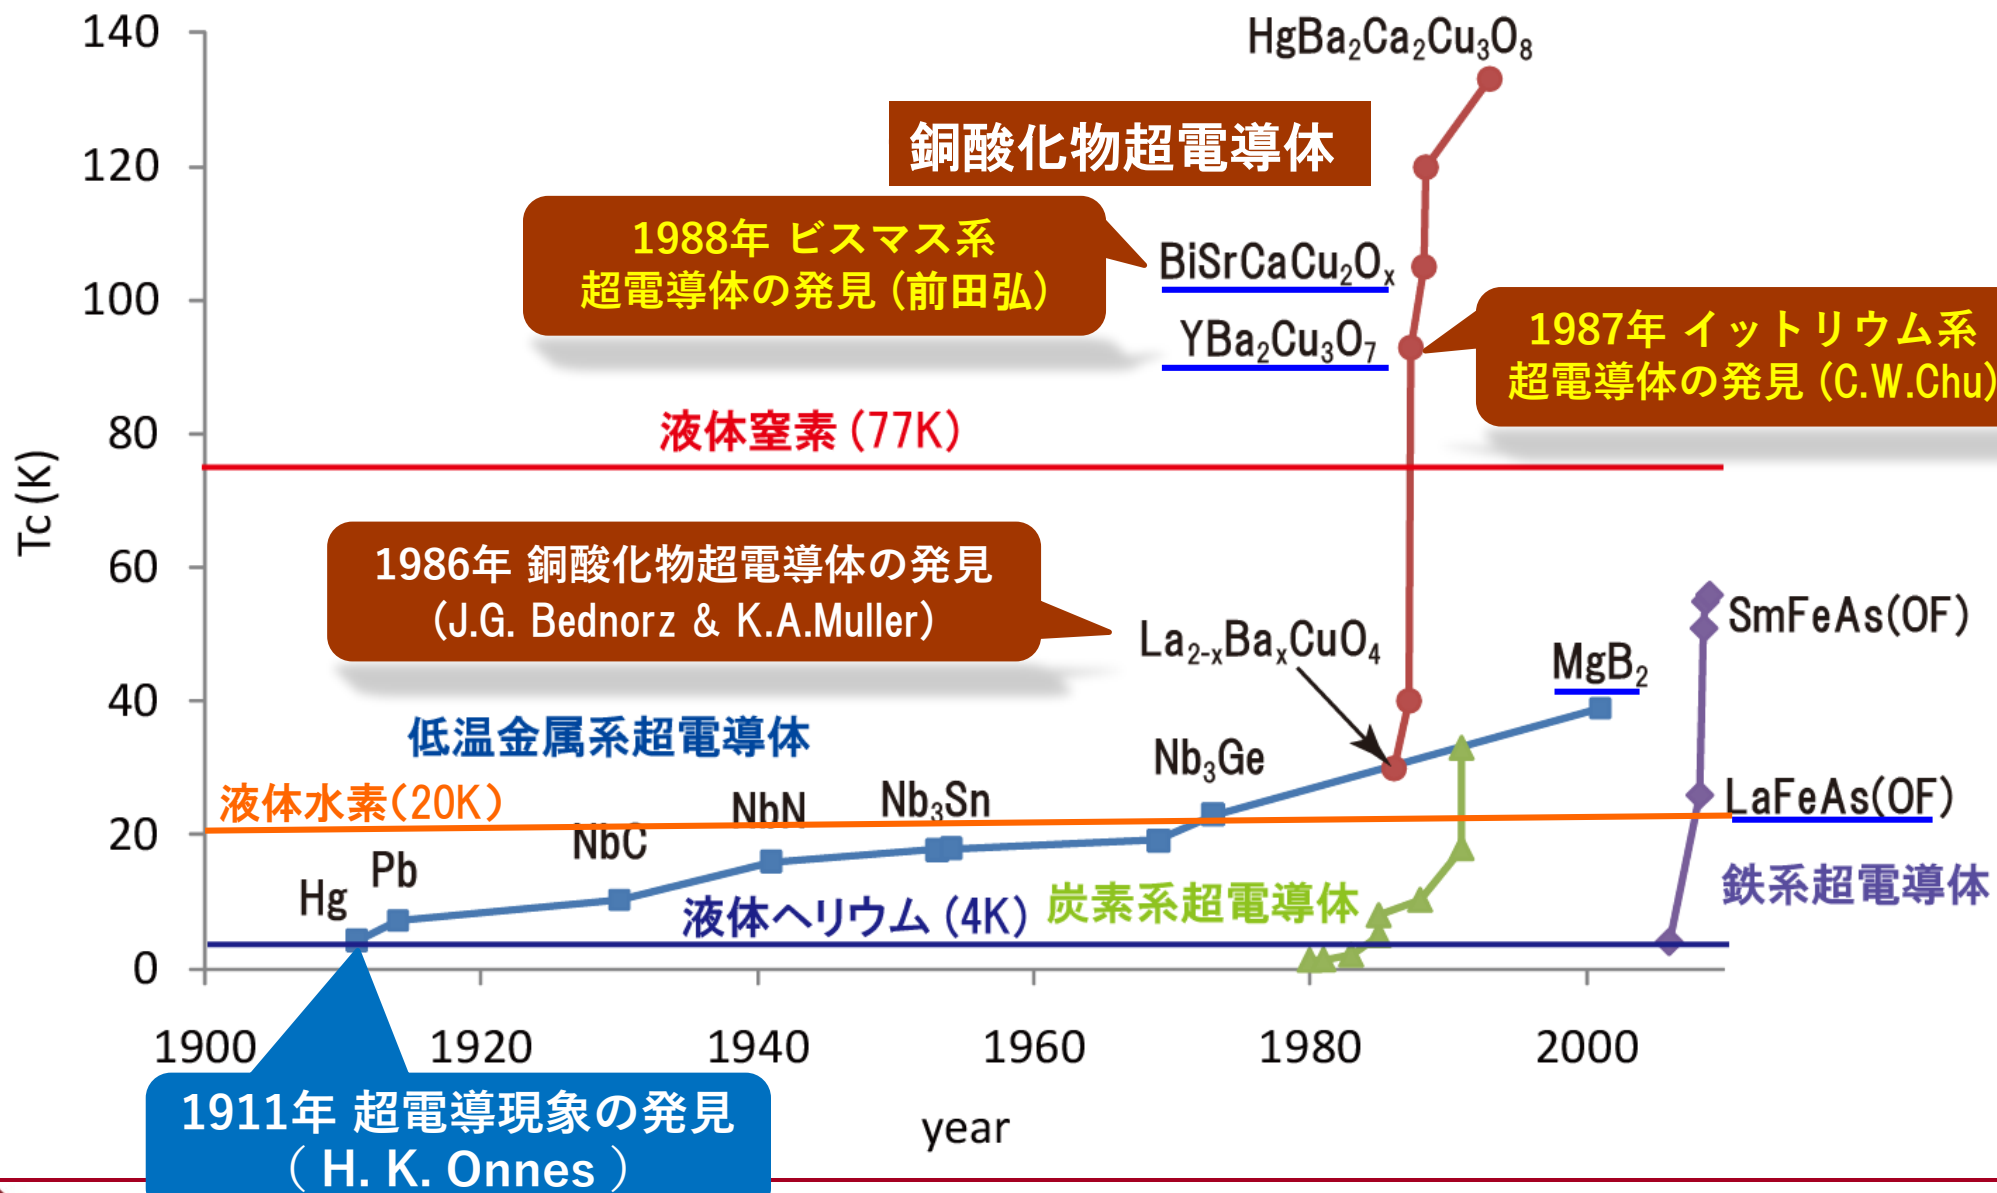 140
HgBa₂Ca₂Cu₃O₈
銅酸化物超電導体
120
1988年 ビスマス系
超電導体の発見(前田弘)
BiSrCaCu₂Oₓ
100
YBa₂Cu₃O₇
1987年 イットリウム系
超電導体の発見(C.W.Chu)
液体窒素(77K)
80
Tc (K)
1986年 銅酸化物超電導体の発見
(J.G. Bednorz & K.A.Muller)
60
SmFeAs(OF)
La₂₋ₓBaₓCuO₄
MgB₂
40
低温金属系超電導体
Nb₃Ge
液体水素(20K)
NbN
Nb₃Sn
LaFeAs(OF)
20
NbC
Pb
Hg
液体ヘリウム(4K)
炭素系超電導体
鉄系超電導体
0
1900 1920 1940 1960 1980 2000
year
1911年 超電導現象の発見
( H. K. Onnes )